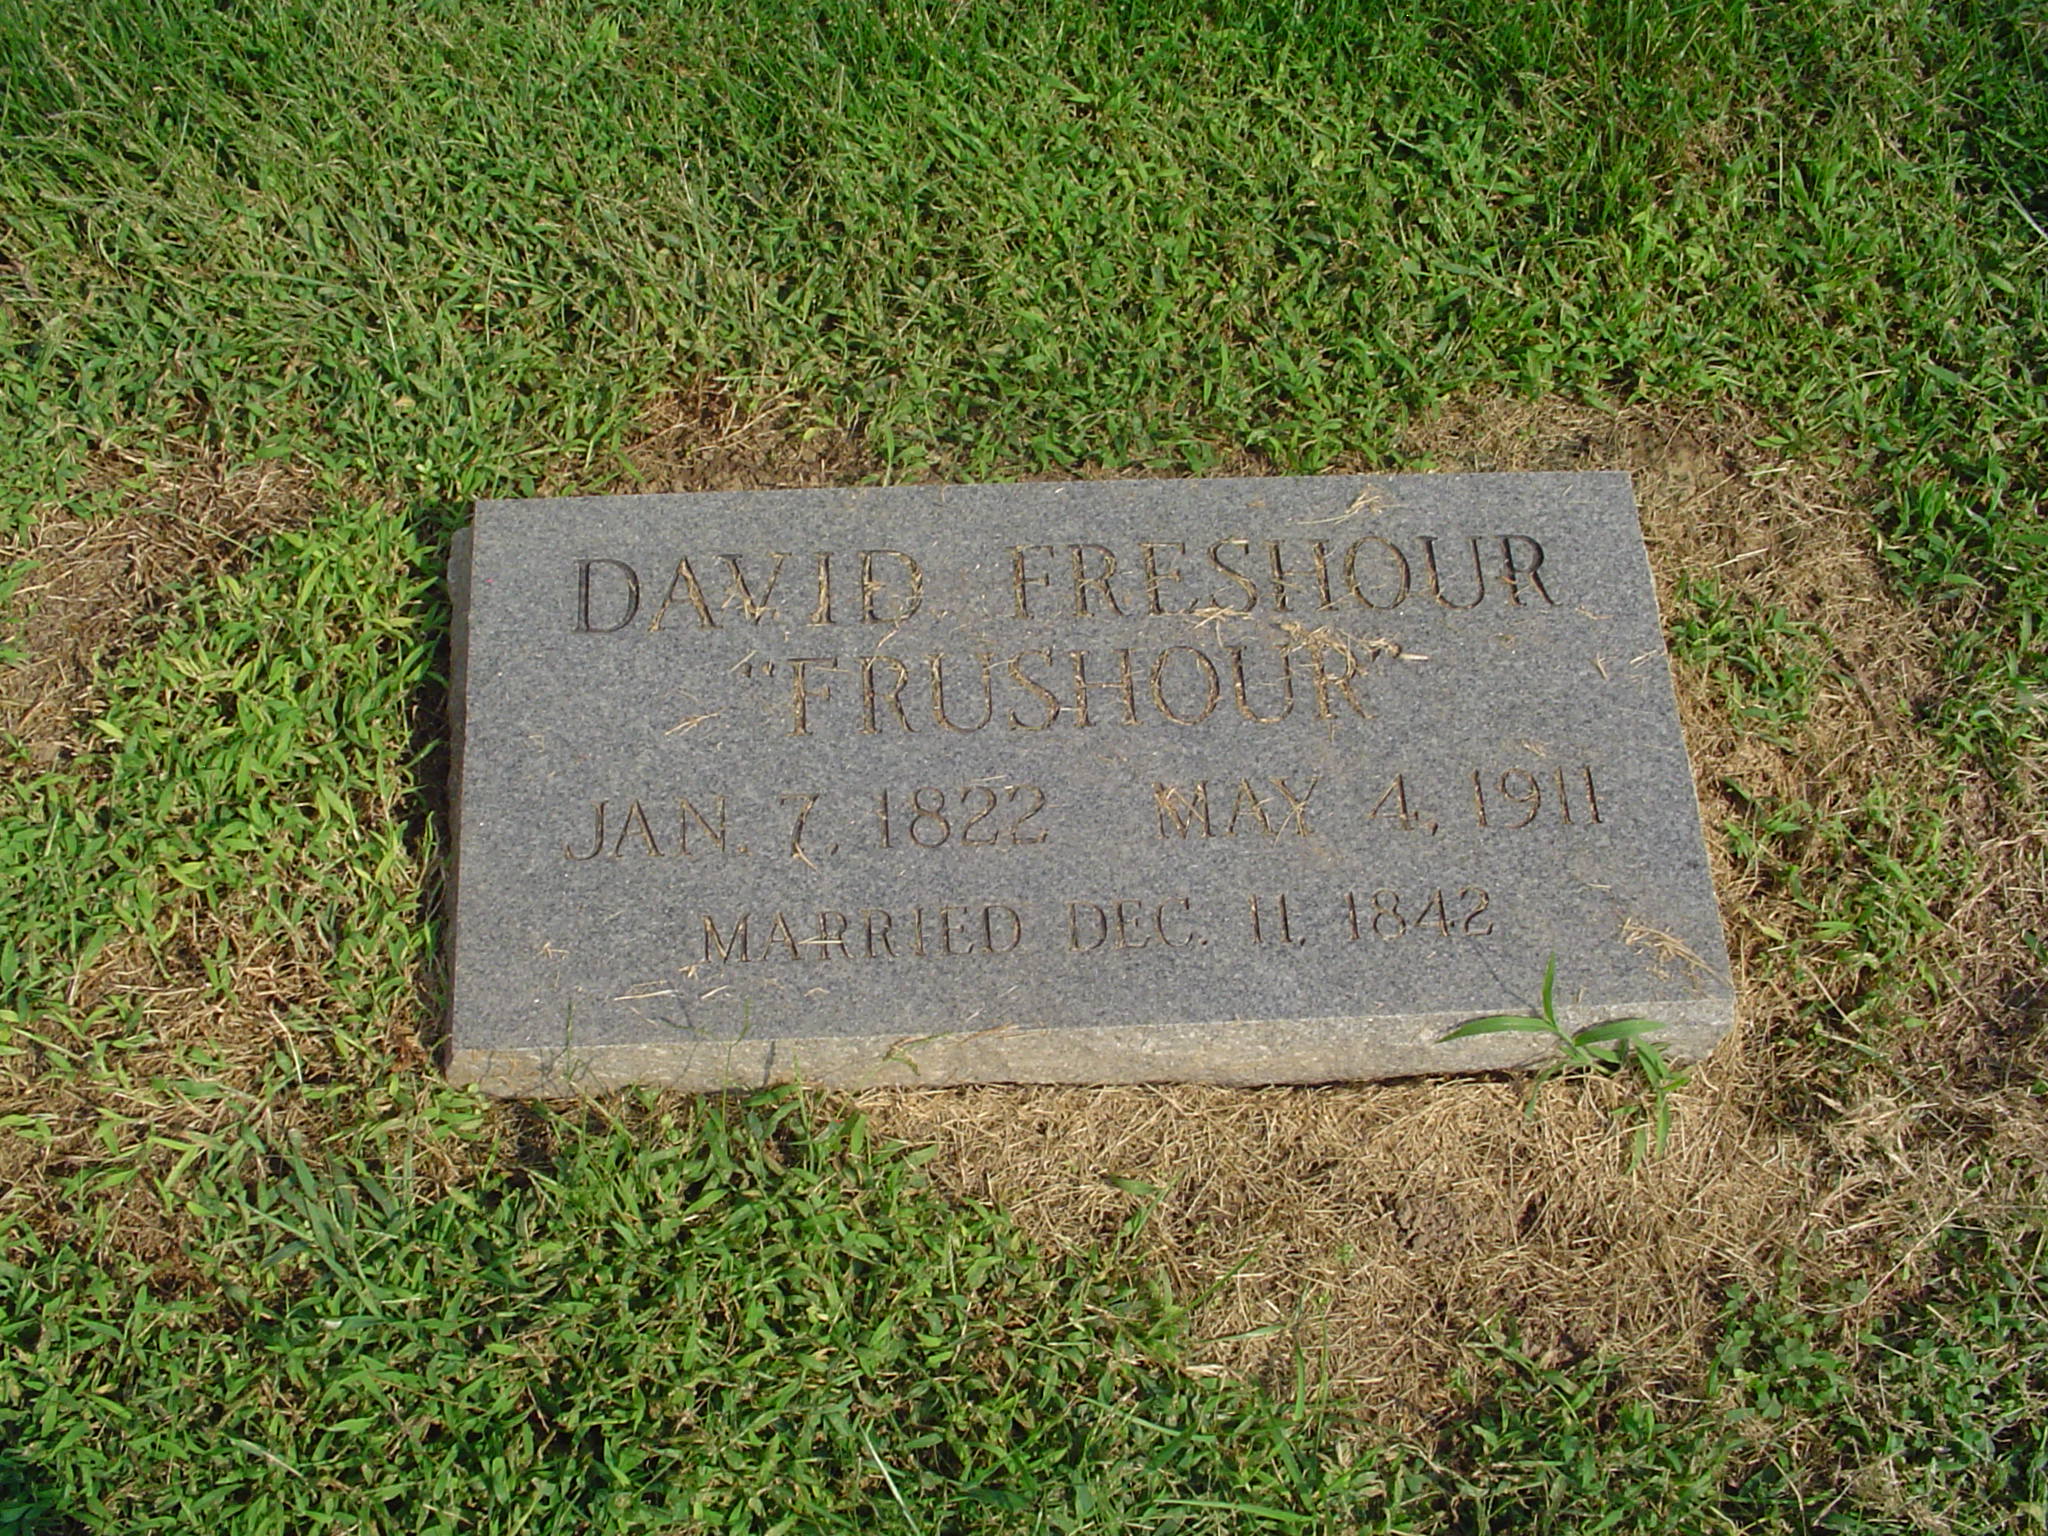 DAVID FRESHOUR
"FRUSHOUR"
JAN. 7, 1822 MAY 4, 1911
MARRIED DEC. 11, 1842